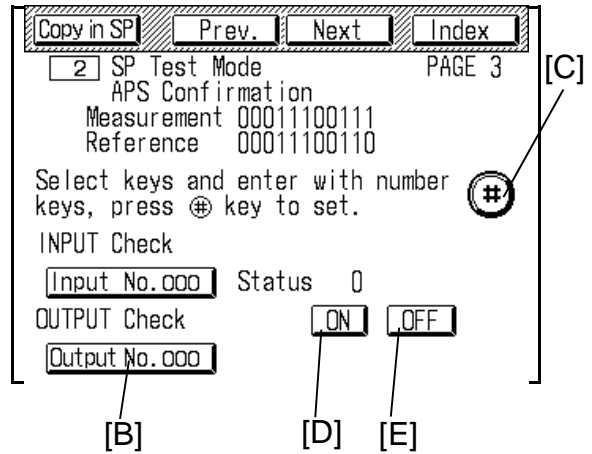 Copy in SP Prev. Next Index
2 SP Test Mode PAGE 3
APS Confirmation
Measurement 00011100111
Reference 00011100110
[C]
Select keys and enter with number
keys, press # key to set.
#
INPUT Check
Input No.000 Status 0
OUTPUT Check ON OFF
Output No.000
[B] [D] [E]